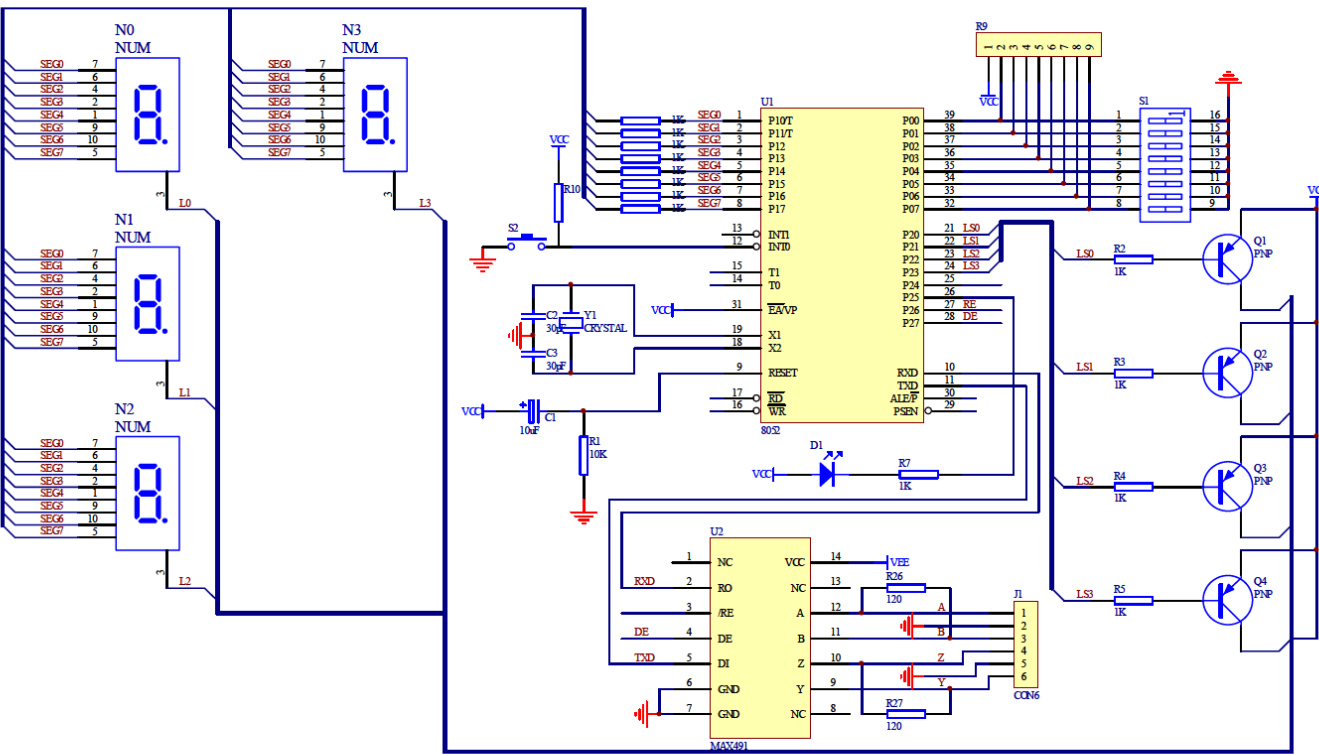 N0
NUM
SEG0 7
SEG1 6
SEG2 4
SEG3 2
SEG4 1
SEG5 9
SEG6 10
SEG7 5
3
L0
N3
NUM
SEG0 7
SEG1 6
SEG2 4
SEG3 2
SEG4 1
SEG5 9
SEG6 10
SEG7 5
3
L3
N1
NUM
SEG0 7
SEG1 6
SEG2 4
SEG3 2
SEG4 1
SEG5 9
SEG6 10
SEG7 5
3
L1
N2
NUM
SEG0 7
SEG1 6
SEG2 4
SEG3 2
SEG4 1
SEG5 9
SEG6 10
SEG7 5
3
L2
VCC
R10
S2
U1
1K SEG0 1 P10/T
1K SEG1 2 P11/T
1K SEG2 3 P12
1K SEG3 4 P13
1K SEG4 5 P14
1K SEG5 6 P15
1K SEG6 7 P16
1K SEG7 8 P17
13 INT1
12 INT0
15 T1
14 T0
VCC 31 EA/VP
19 X1
18 X2
9 RESET
17 RD
16 WR
8052
P00 39
P01 38
P02 37
P03 36
P04 35
P05 34
P06 33
P07 32
P20 21 LS0
P21 22 LS1
P22 23 LS2
P23 24 LS3
P24 25
P25 26
P26 27 RE
P27 28 DE
RXD 10
TXD 11
ALE/P 30
PSEN 29
C2
30pF
Y1
CRYSTAL
C3
30pF
VCC
+
C1
10uF
R1
10K
R9
1 2 3 4 5 6 7 8 9
VCC
S1
1
1 16
2 15
3 14
4 13
5 12
6 11
7 10
8 9
LS0
R2
1K
Q1
PNP
LS1
R3
1K
Q2
PNP
LS2
R4
1K
Q3
PNP
LS3
R5
1K
Q4
PNP
D1
VCC
R7
1K
U2
1 NC
RXD 2 RO
3 /RE
DE 4 DE
TXD 5 DI
6 GND
7 GND
MAX491
VCC 14 VEE
NC 13
A 12 A
B 11 B
Z 10 Z
Y 9 Y
NC 8
R26
120
R27
120
J1
1
2
3
4
5
6
CON6